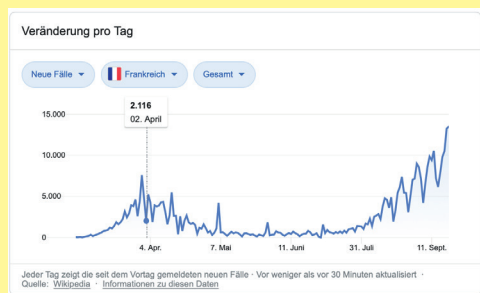 Veränderung pro Tag
Neue Fälle
Frankreich
Gesamt
2.116
02. April
15.000
10.000
5.000
0
4. Apr.
7. Mai
11. Juni
31. Juli
11. Sept.
Jeder Tag zeigt die seit dem Vortag gemeldeten neuen Fälle · Vor weniger als vor 30 Minuten aktualisiert ·
Quelle: Wikipedia · Informationen zu diesen Daten